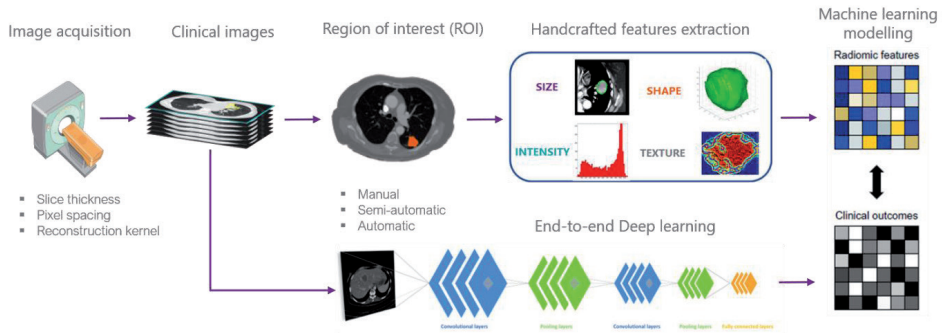 Image acquisition
Clinical images
Region of interest (ROI)
Handcrafted features extraction
Machine learning
modelling
Radiomic features
SIZE
SHAPE
INTENSITY
TEXTURE
Slice thickness
Pixel spacing
Reconstruction kernel
Manual
Semi-automatic
Automatic
End-to-end Deep learning
Clinical outcomes
Convolutional layers
Pooling layers
Convolutional layers
Pooling layers
Fully connected layers